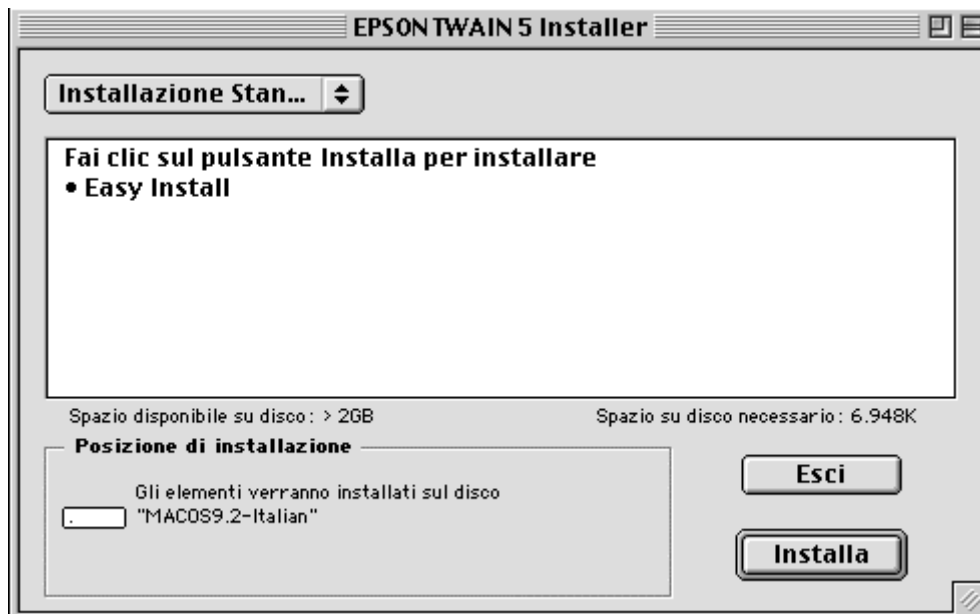 EPSON TWAIN 5 Installer
Installazione Stan...
Fai clic sul pulsante Installa per installare
• Easy Install
Spazio disponibile su disco: > 2GB
Spazio su disco necessario: 6.948K
Posizione di installazione
Gli elementi verranno installati sul disco
"MACOS9.2-Italian"
Esci
Installa